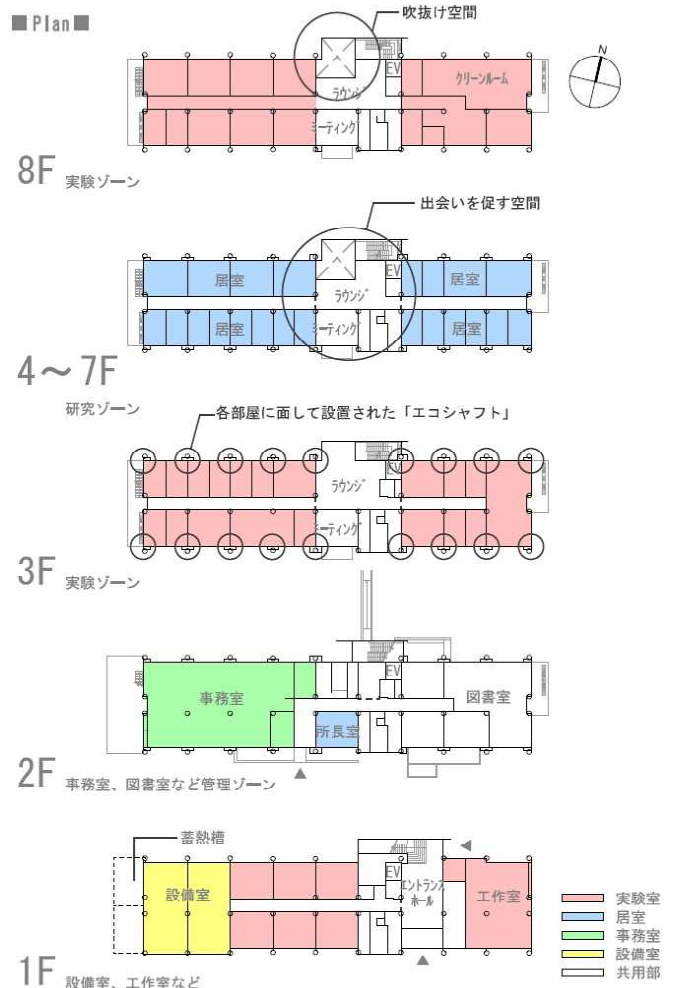 ■Plan■
吹抜け空間
N
EV
クリーンルーム
ラウンジ
ミーティング
8F 実験ゾーン
出会いを促す空間
居室
EV
居室
ラウンジ
居室
ミーティング
居室
4～7F
研究ゾーン
各部屋に面して設置された「エコシャフト」
EV
ラウンジ
ミーティング
3F 実験ゾーン
EV
事務室
図書室
所長室
2F 事務室、図書室など管理ゾーン
蓄熱槽
EV
設備室
エントランス
ホール
工作室
1F 設備室、工作室など
実験室
居室
事務室
設備室
共用部